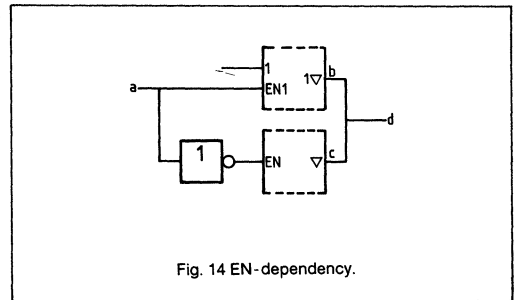 1
1▽
b
a
EN1
d
1
EN
▽
c
Fig. 14 EN-dependency.